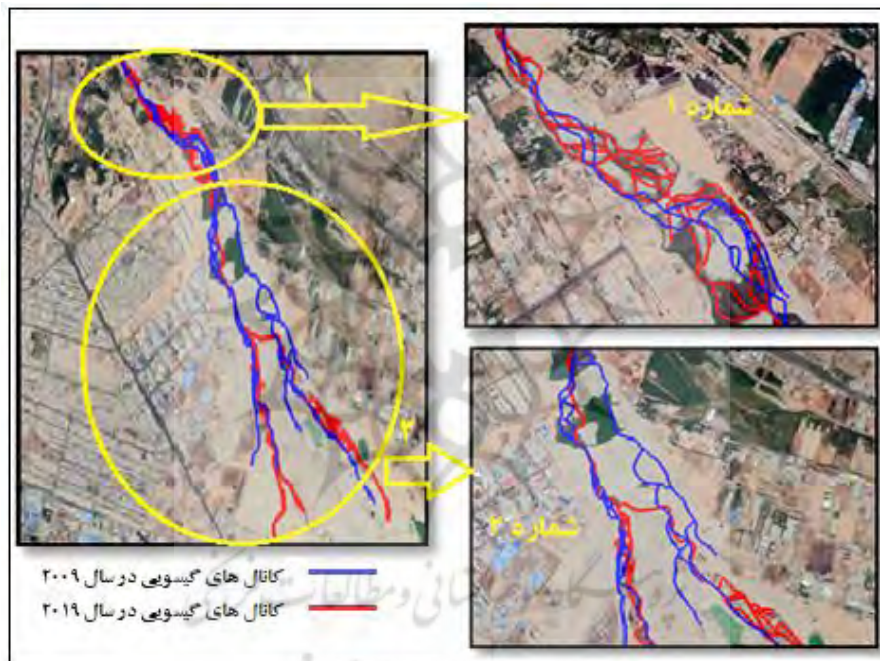 ۱
شماره ۱
۲
شماره ۲
کانال های گیسویی در سال ۲۰۰۹
کانال های گیسویی در سال ۲۰۱۹